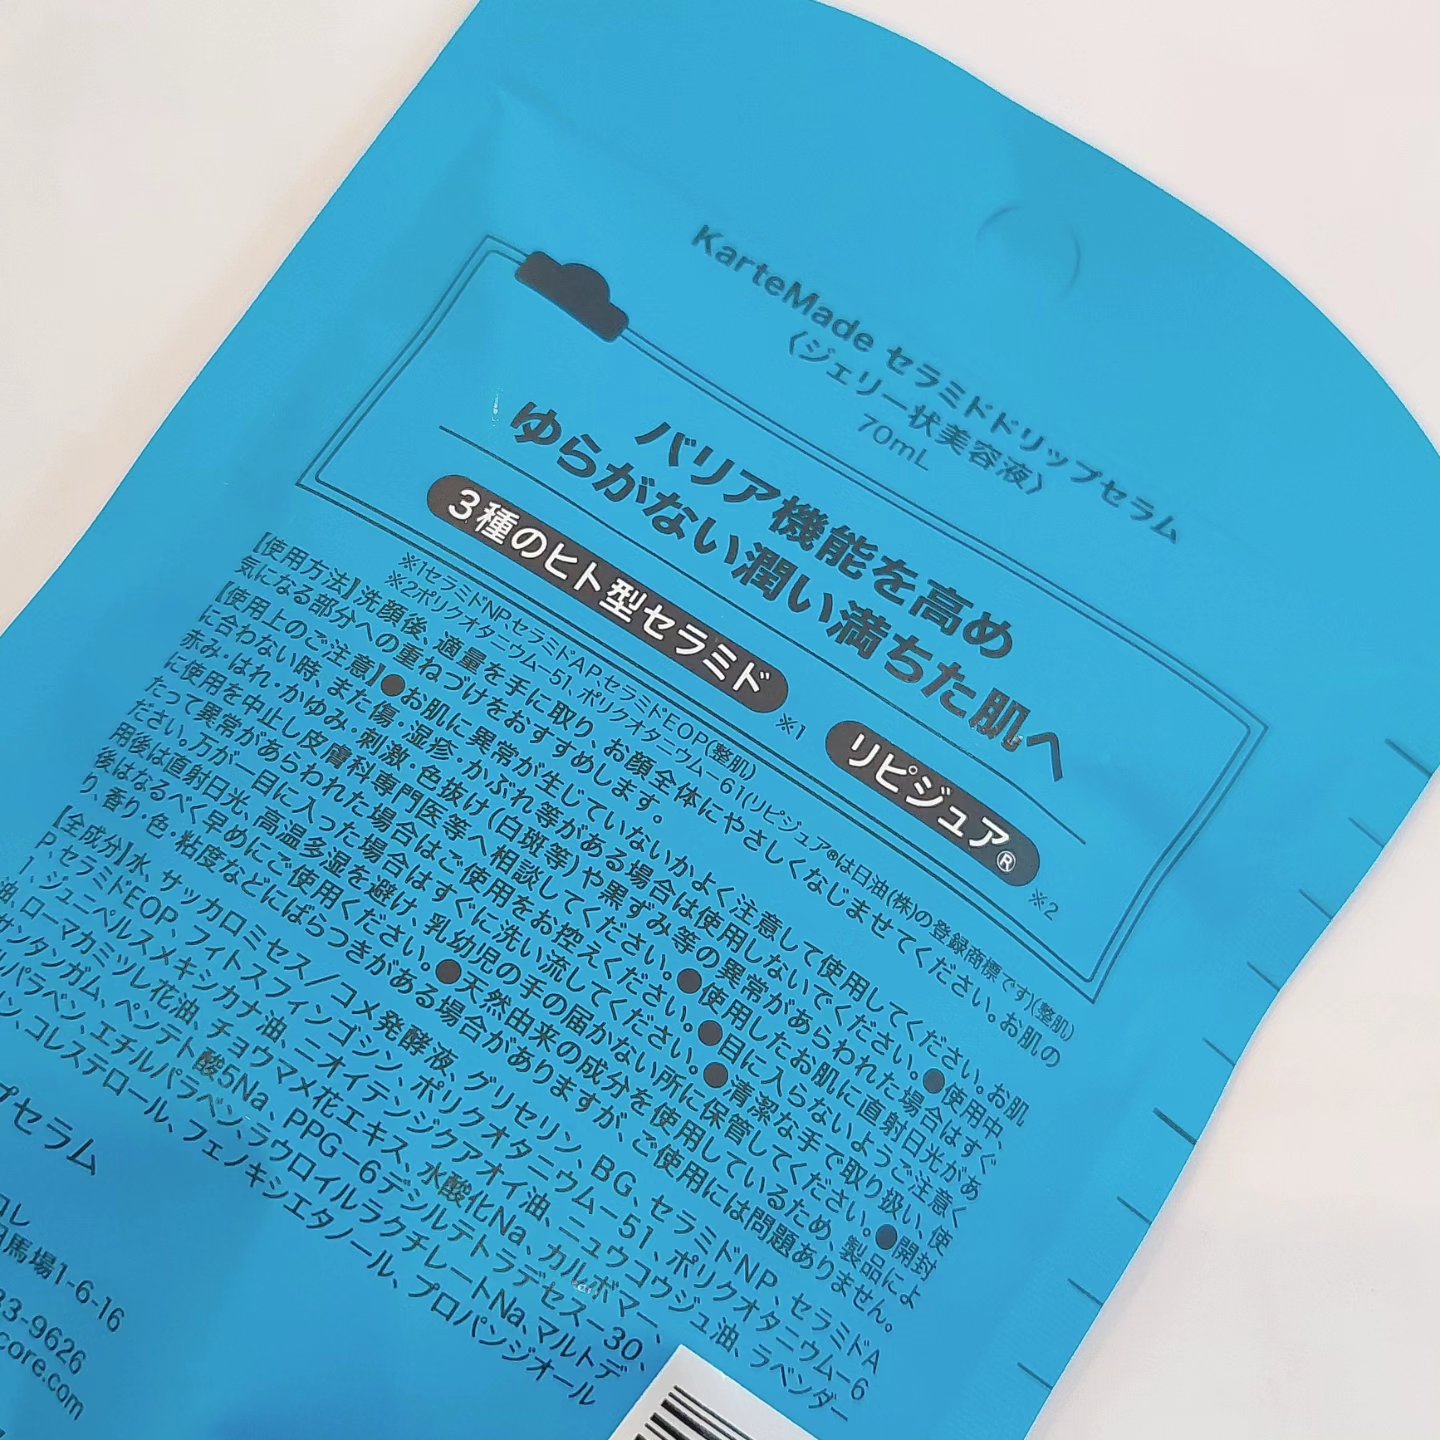 KarteMade セラミドドリップセラム
〈ジェリー状美容液〉
70mL
バリア機能を高め
ゆらがない潤い満ちた肌へ
3種のヒト型セラミド ※1 リピジュア® ※2
※1セラミドNP、セラミドAP、セラミドEOP(整肌)
※2ポリクオタニウム−51、ポリクオタニウム−61(リピジュア®は日油(株)の登録商標です)(整肌)
【使用方法】洗顔後、適量を手に取り、お顔全体にやさしくなじませてください。お肌の
気になる部分への重ねづけをおすすめします。
【使用上のご注意】●お肌に異常が生じていないかよく注意して使用してください。お肌
に合わない時、また傷・湿疹・かぶれ等がある場合は使用しないでください。●使用中、
赤み・はれ・かゆみ・刺激・色抜け(白斑等)や黒ずみ等の異常があらわれた場合はすぐ
に使用を中止し皮膚科専門医等へ相談してください。●使用したお肌に直射日光があ
たって異常があらわれた場合はご使用をお控えください。●目に入らないようご注意く
ださい。万が一目に入った場合はすぐに洗い流してください。●清潔な手で取り扱い、使
用後は直射日光、高温多湿を避け、乳幼児の手の届かない所に保管してください。●開封
後はなるべく早めにご使用ください。●天然由来の成分を使用しているため、製品によ
り、香り・色・粘度などにばらつきがある場合がありますが、ご使用には問題ありません。
【全成分】水、サッカロミセス/コメ発酵液、グリセリン、BG、セラミドNP、セラミドA
P、セラミドEOP、フィトスフィンゴシン、ポリクオタニウム−51、ポリクオタニウム−6
1、ジュニペルスメキシカナ油、ニオイテンジクアオイ油、ニュウコウジュ油、ラベンダー
油、ローマカミツレ花油、チョウマメ花エキス、水酸化Na、カルボマー、
サンタンガム、ペンテト酸5Na、PPG−6デシルテトラデセス−30、
ルパラベン、エチルパラベン、ラウロイルラクチレートNa、マルトデ
ン、コレステロール、フェノキシエタノール、プロパンジオール
プセラム
コレ
馬場1-6-16
33-9626
core.com